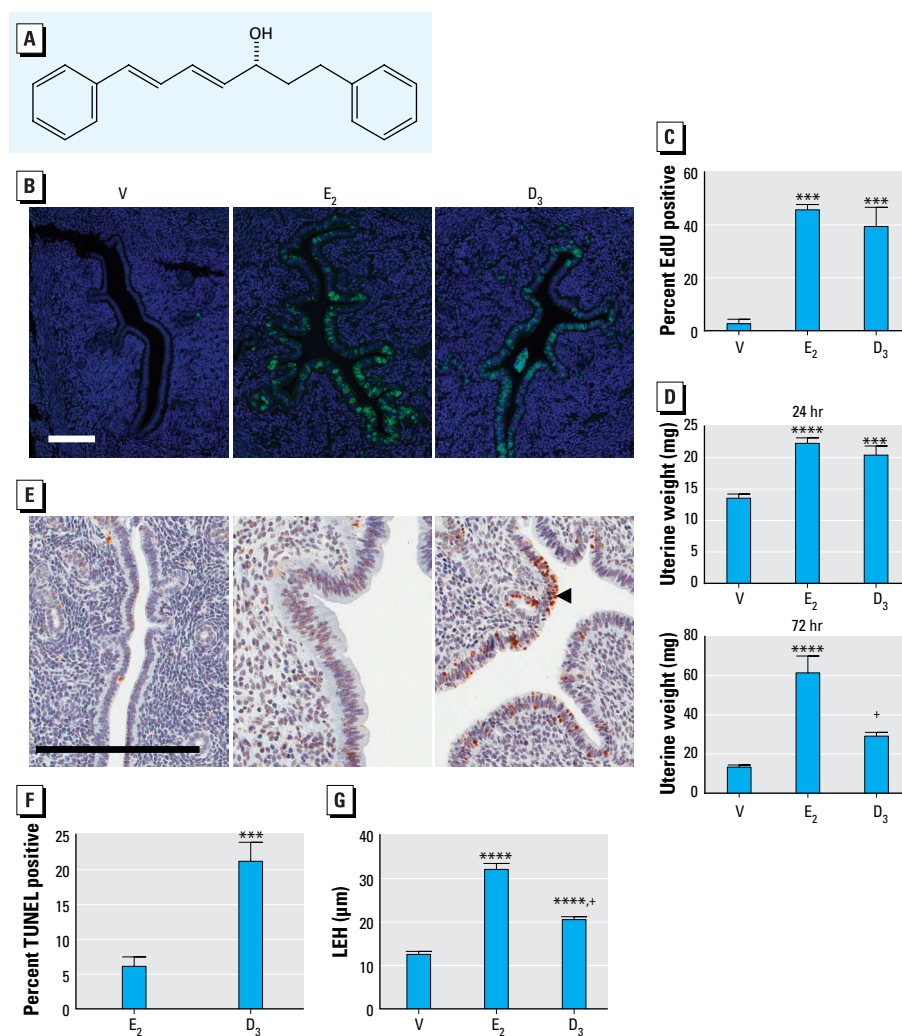 A
OH
B
V
E2
D3
C
Percent EdU positive
60
40
20
0
V
E2
D3
***
***
D
24 hr
Uterine weight (mg)
25
20
15
10
5
0
****
***
V
E2
D3
72 hr
Uterine weight (mg)
80
60
40
20
0
****
+
V
E2
D3
E
F
Percent TUNEL positive
25
20
15
10
5
0
***
E2
D3
G
LEH (µm)
40
30
20
10
0
****
****,+
V
E2
D3